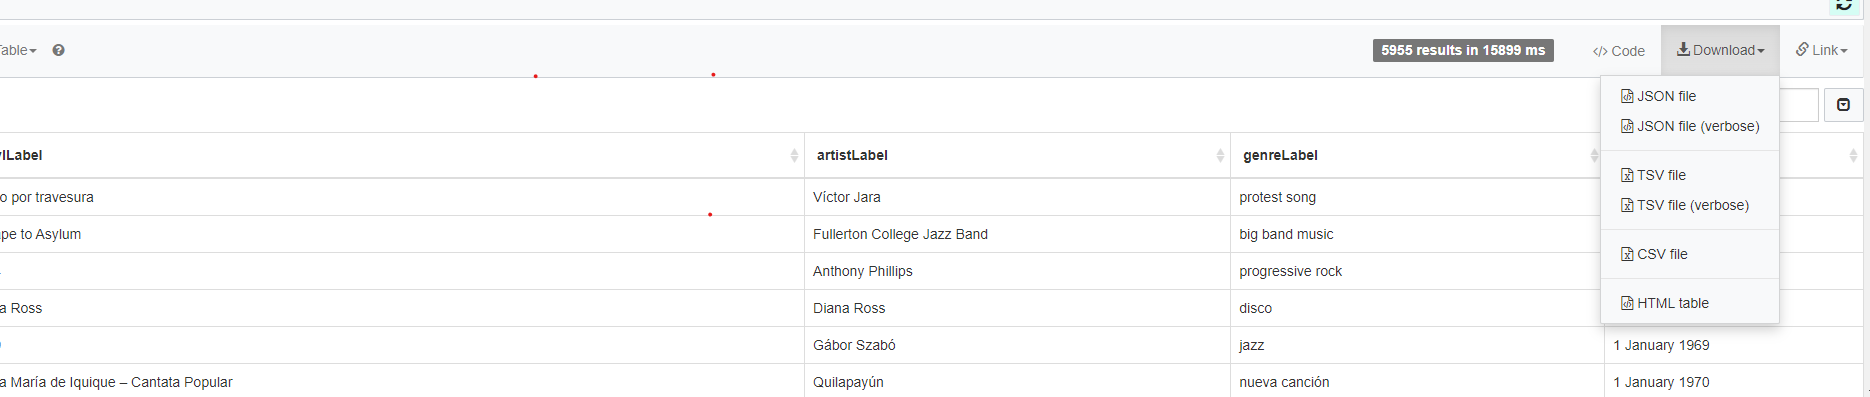 Table
5955 results in 15899 ms
</> Code
Download
Link
JSON file
JSON file (verbose)
TSV file
TSV file (verbose)
CSV file
HTML table
lLabel artistLabel genreLabel
o por travesura Víctor Jara protest song
ape to Asylum Fullerton College Jazz Band big band music
Anthony Phillips progressive rock
a Ross Diana Ross disco
Gábor Szabó jazz 1 January 1969
a María de Iquique – Cantata Popular Quilapayún nueva canción 1 January 1970